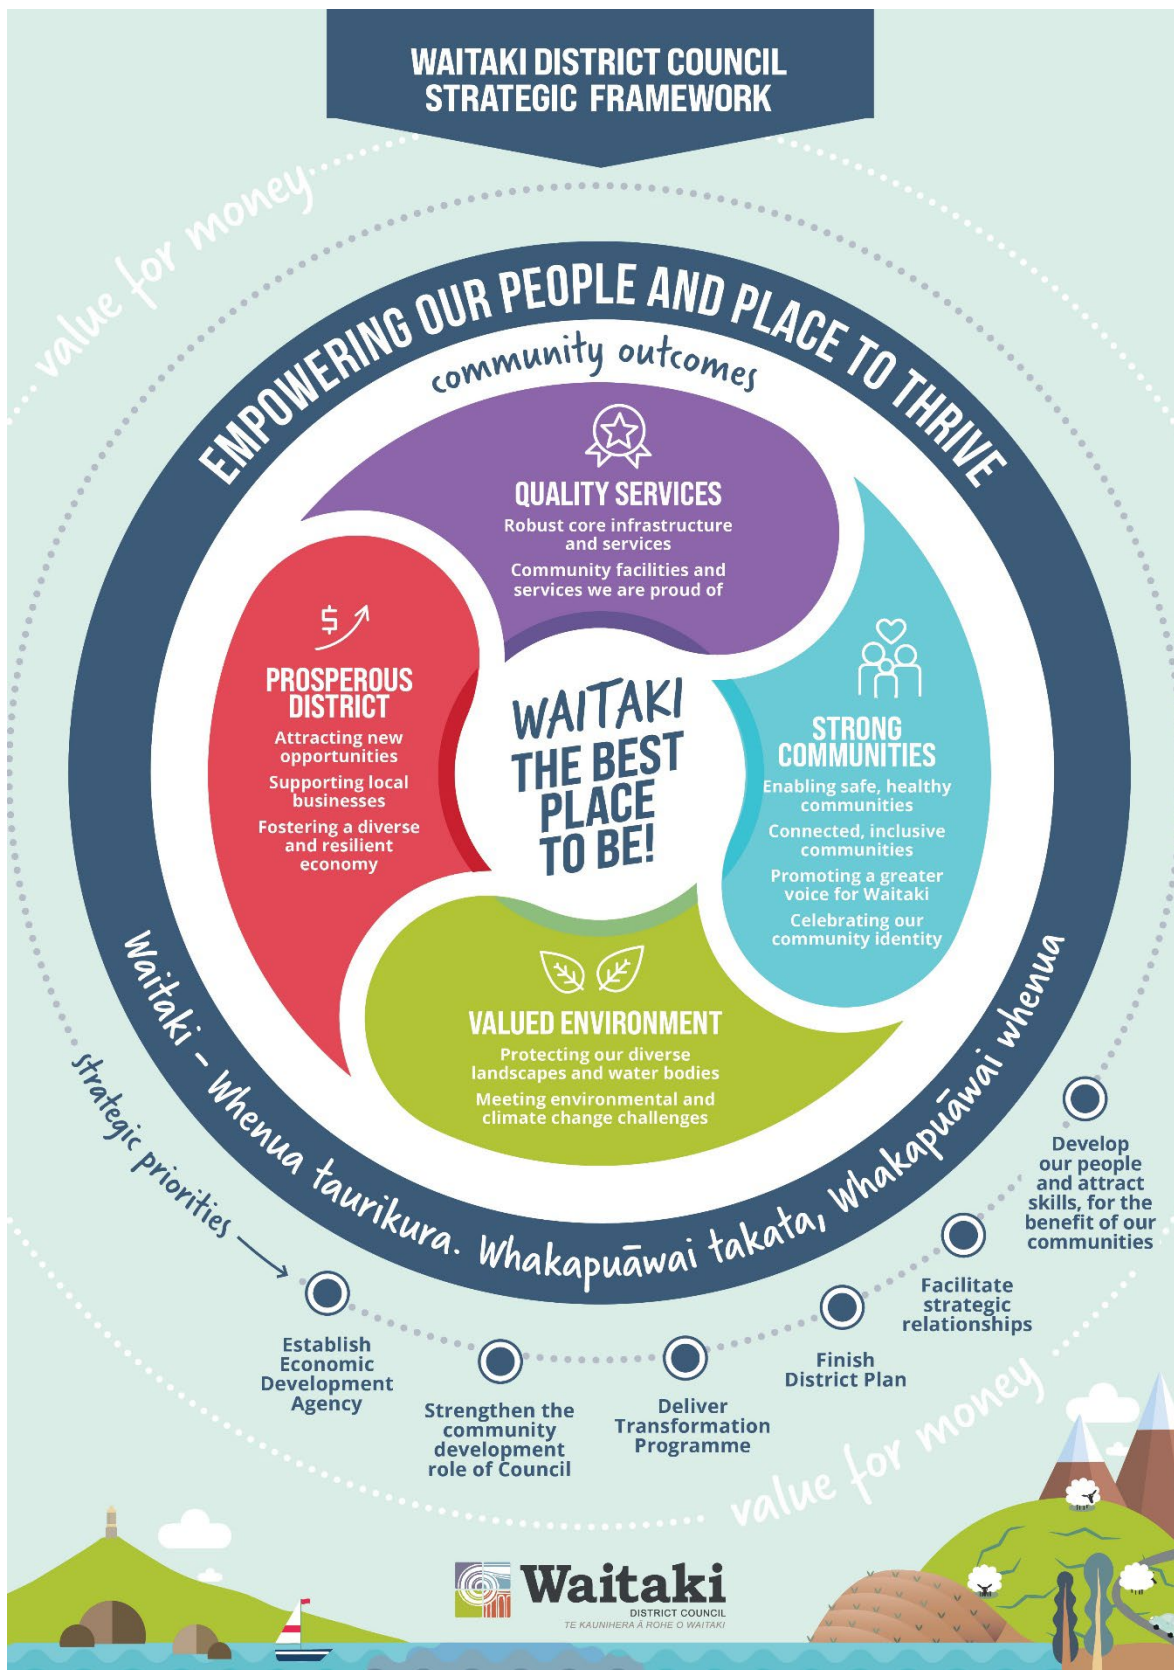 WAITAKI DISTRICT COUNCIL
STRATEGIC FRAMEWORK
value for money
EMPOWERING OUR PEOPLE AND PLACE TO THRIVE
community outcomes
QUALITY SERVICES
Robust core infrastructure
and services
Community facilities and
services we are proud of
PROSPEROUS
DISTRICT
Attracting new
opportunities
Supporting local
businesses
Fostering a diverse
and resilient
economy
WAITAKI
THE BEST
PLACE
TO BE!
STRONG
COMMUNITIES
Enabling safe, healthy
communities
Connected, inclusive
communities
Promoting a greater
voice for Waitaki
Celebrating our
community identity
VALUED ENVIRONMENT
Protecting our diverse
landscapes and water bodies
Meeting environmental and
climate change challenges
Waitaki - Whenua taurikura. Whakapuāwai takata, Whakapuāwai whenua
strategic priorities
Establish
Economic
Development
Agency
Strengthen the
community
development
role of Council
Deliver
Transformation
Programme
Finish
District Plan
Facilitate
strategic
relationships
Develop
our people
and attract
skills, for the
benefit of our
communities
value for money
Waitaki
DISTRICT COUNCIL
TE KAUNIHERA Ā ROHE O WAITAKI